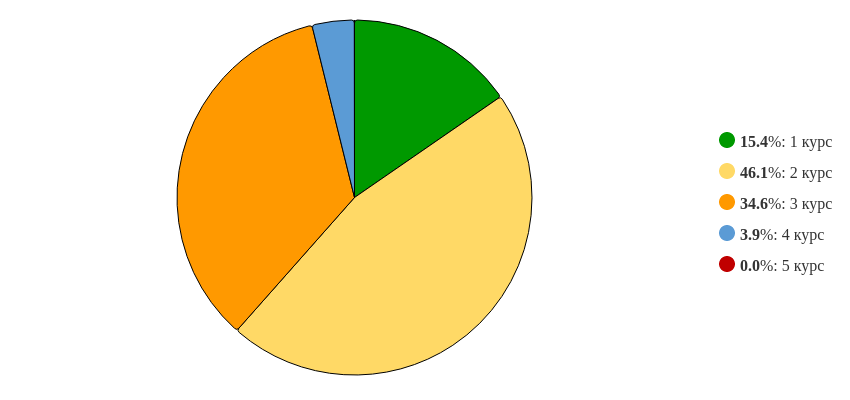 15.4%: 1 курс
46.1%: 2 курс
34.6%: 3 курс
3.9%: 4 курс
0.0%: 5 курс